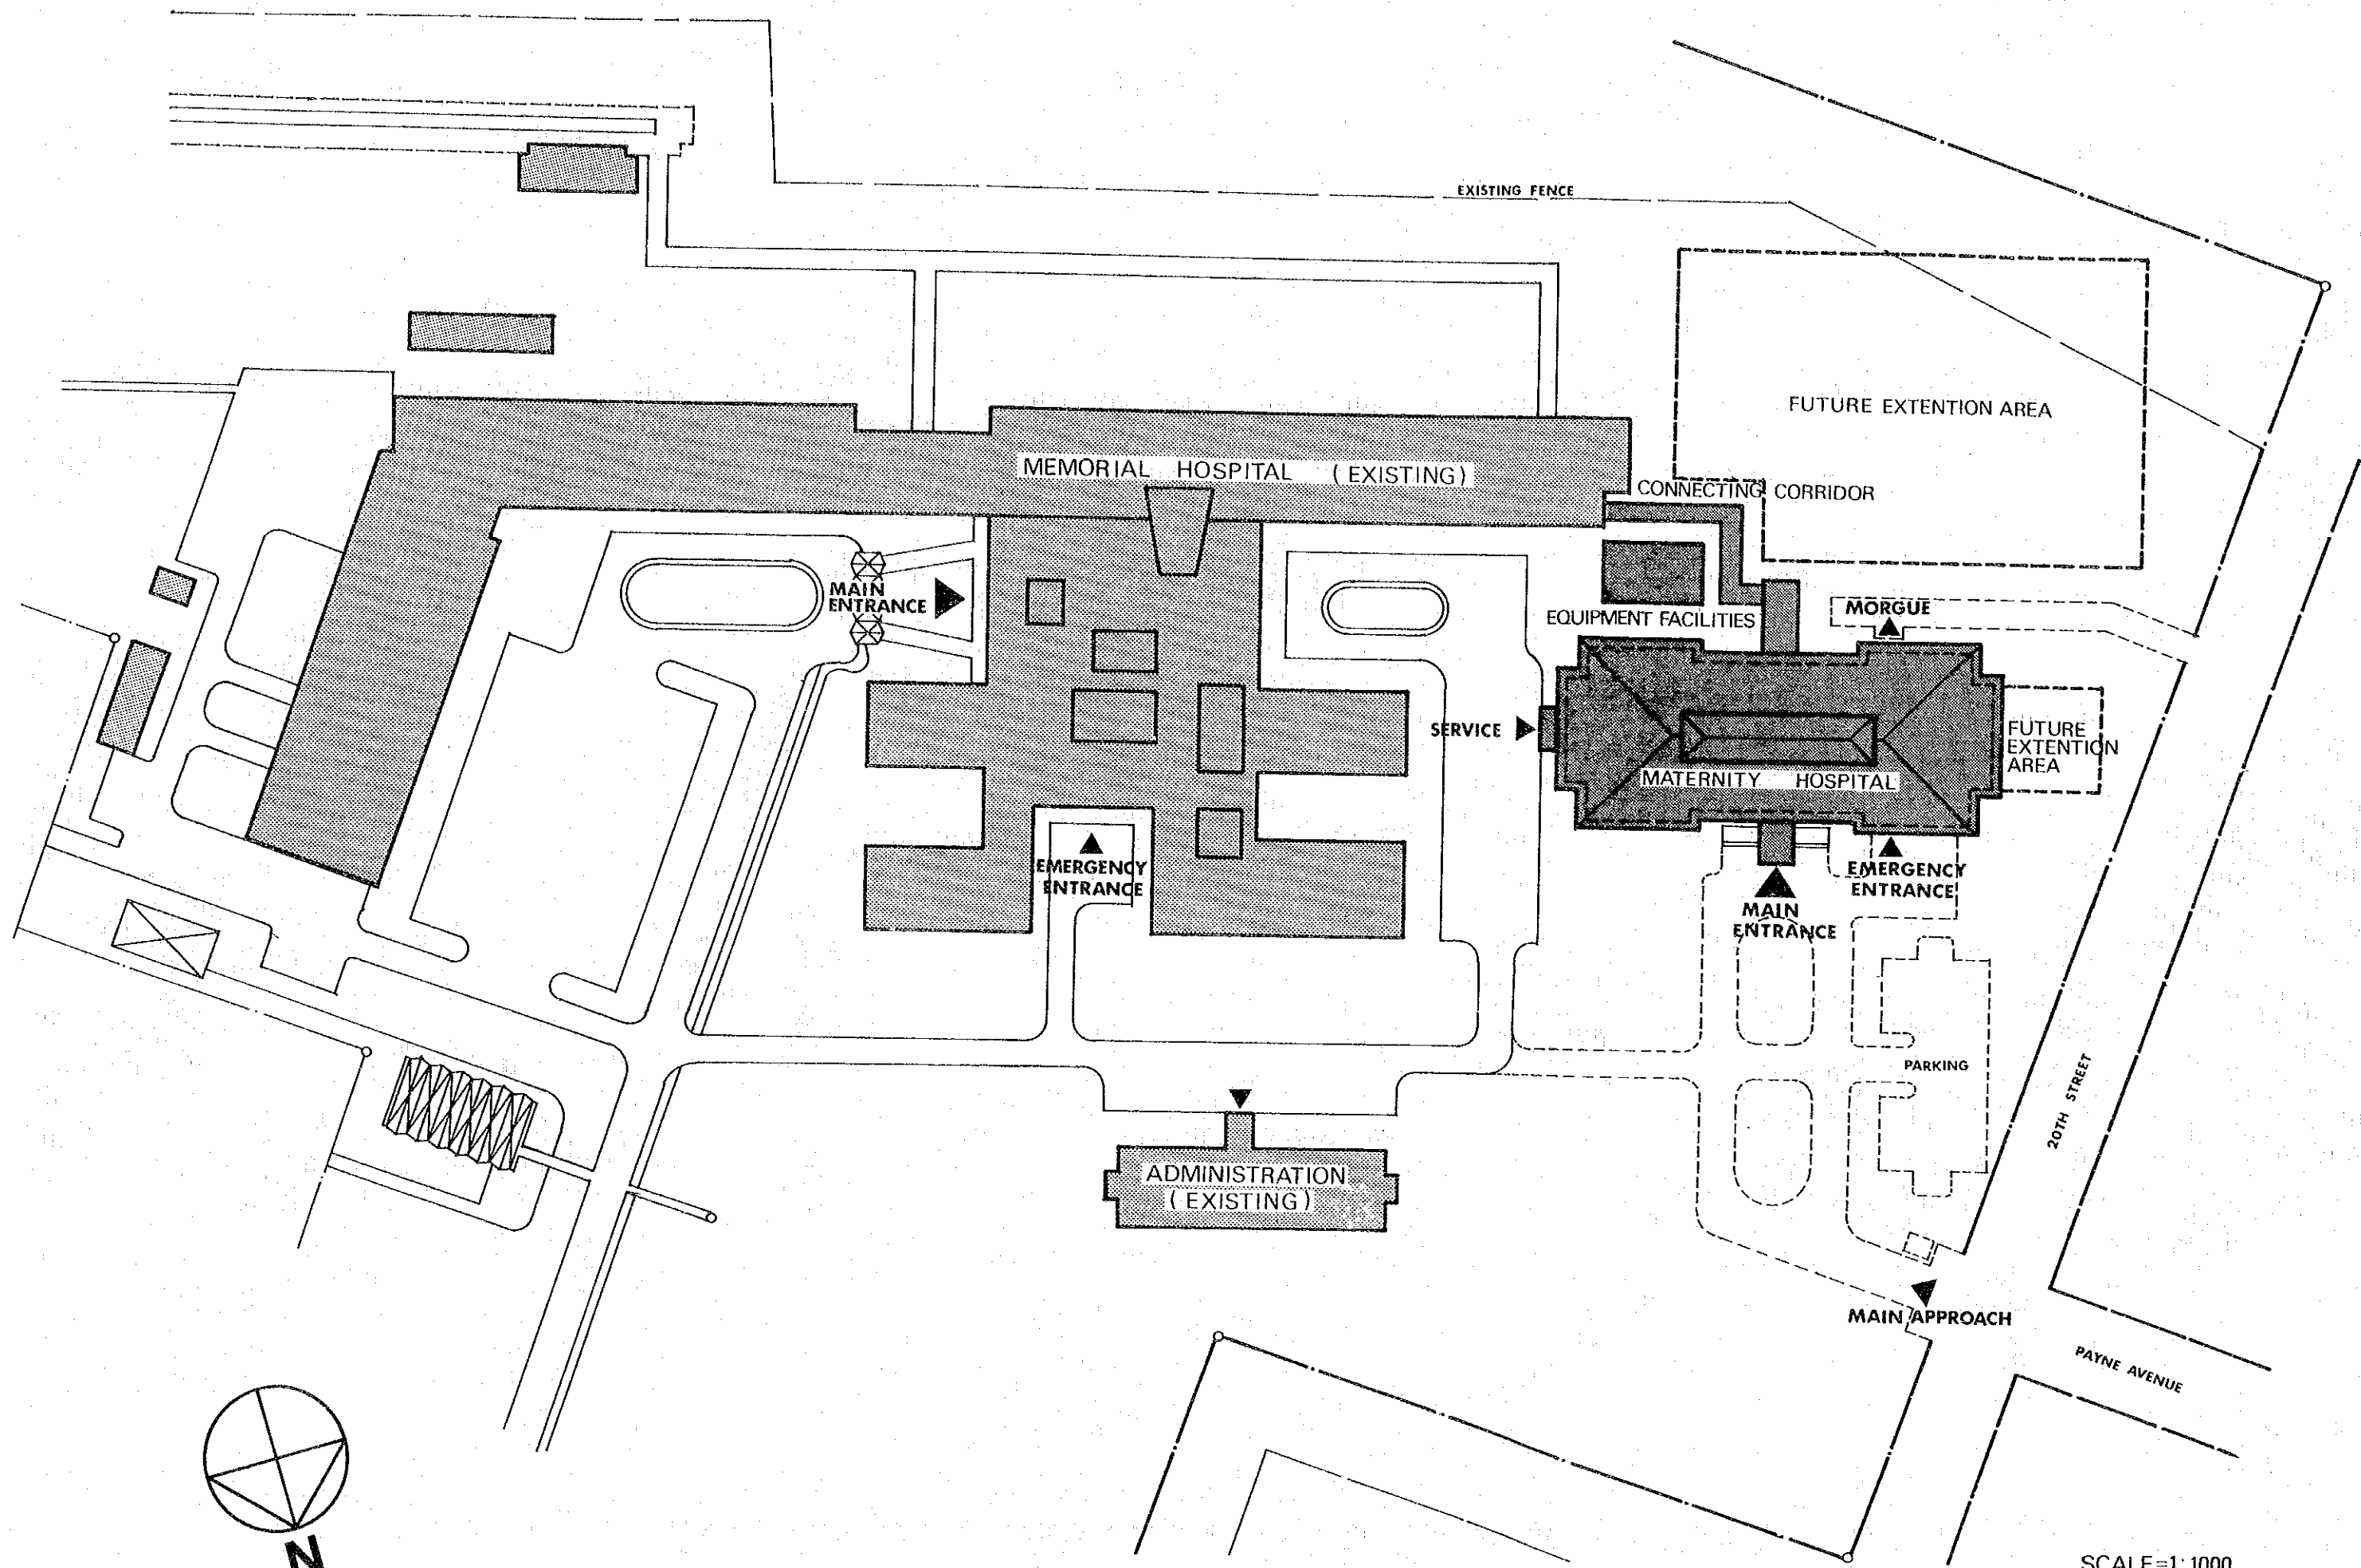 EXISTING FENCE
FUTURE EXTENTION AREA
MEMORIAL HOSPITAL (EXISTING)
CONNECTING CORRIDOR
MAIN
ENTRANCE
EQUIPMENT FACILITIES
MORGUE
SERVICE
FUTURE
EXTENTION
AREA
MATERNITY HOSPITAL
EMERGENCY
ENTRANCE
EMERGENCY
ENTRANCE
MAIN
ENTRANCE
PARKING
20TH STREET
ADMINISTRATION
(EXISTING)
MAIN APPROACH
PAYNE AVENUE
N
SCALE=1:1000